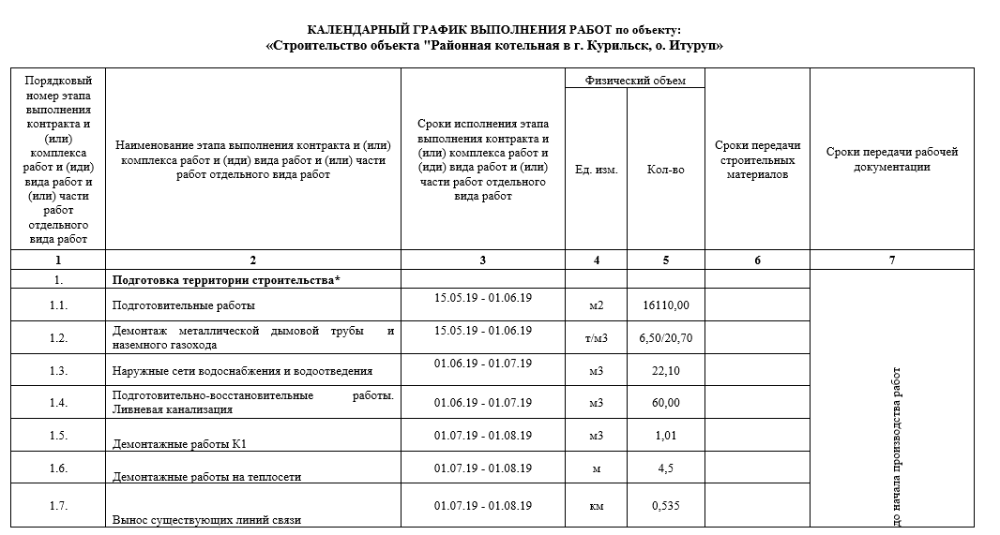 КАЛЕНДАРНЫЙ ГРАФИК ВЫПОЛНЕНИЯ РАБОТ по объекту:
«Строительство объекта "Районная котельная в г. Курильск, о. Итуруп»
Порядковый
номер этапа
выполнения
контракта и
(или)
комплекса
работ и (иди)
вида работ и
(или) части
работ
отдельного
вида работ
Наименование этапа выполнения контракта и (или)
комплекса работ и (иди) вида работ и (или) части
работ отдельного вида работ
Сроки исполнения этапа
выполнения контракта и
(или) комплекса работ и
(иди) вида работ и (или)
части работ отдельного
вида работ
Физический объем
Ед. изм.
Кол-во
Сроки передачи
строительных
материалов
Сроки передачи рабочей
документации
1 2 3 4 5 6 7
1. Подготовка территории строительства*
1.1. Подготовительные работы 15.05.19 - 01.06.19 м2 16110,00
1.2. Демонтаж металлической дымовой трубы и
наземного газохода 15.05.19 - 01.06.19 т/м3 6,50/20,70
1.3. Наружные сети водоснабжения и водоотведения 01.06.19 - 01.07.19 м3 22,10
1.4. Подготовительно-восстановительные работы.
Ливневая канализация 01.06.19 - 01.07.19 м3 60,00
1.5. Демонтажные работы К1 01.07.19 - 01.08.19 м3 1,01
1.6. Демонтажные работы на теплосети 01.07.19 - 01.08.19 м 4,5
1.7. Вынос существующих линий связи 01.07.19 - 01.08.19 км 0,535
до начала производства работ